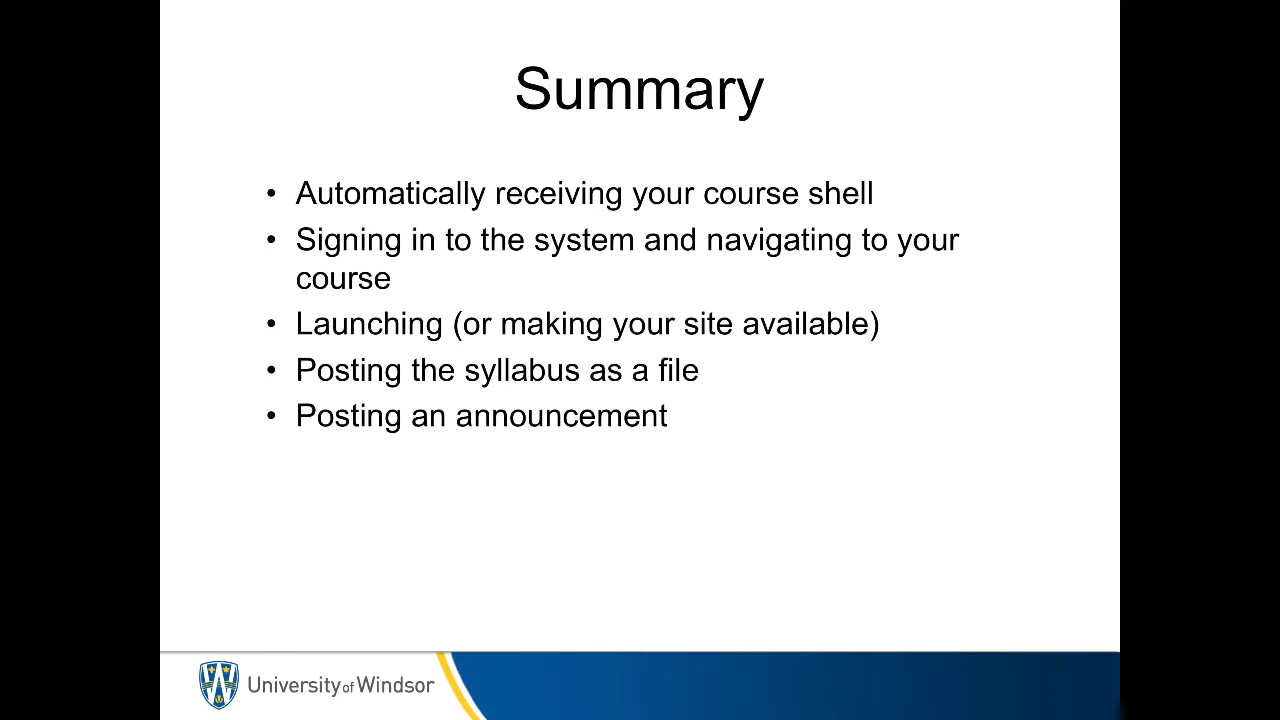 Summary
• Automatically receiving your course shell
• Signing in to the system and navigating to your
course
• Launching (or making your site available)
• Posting the syllabus as a file
• Posting an announcement
University of Windsor